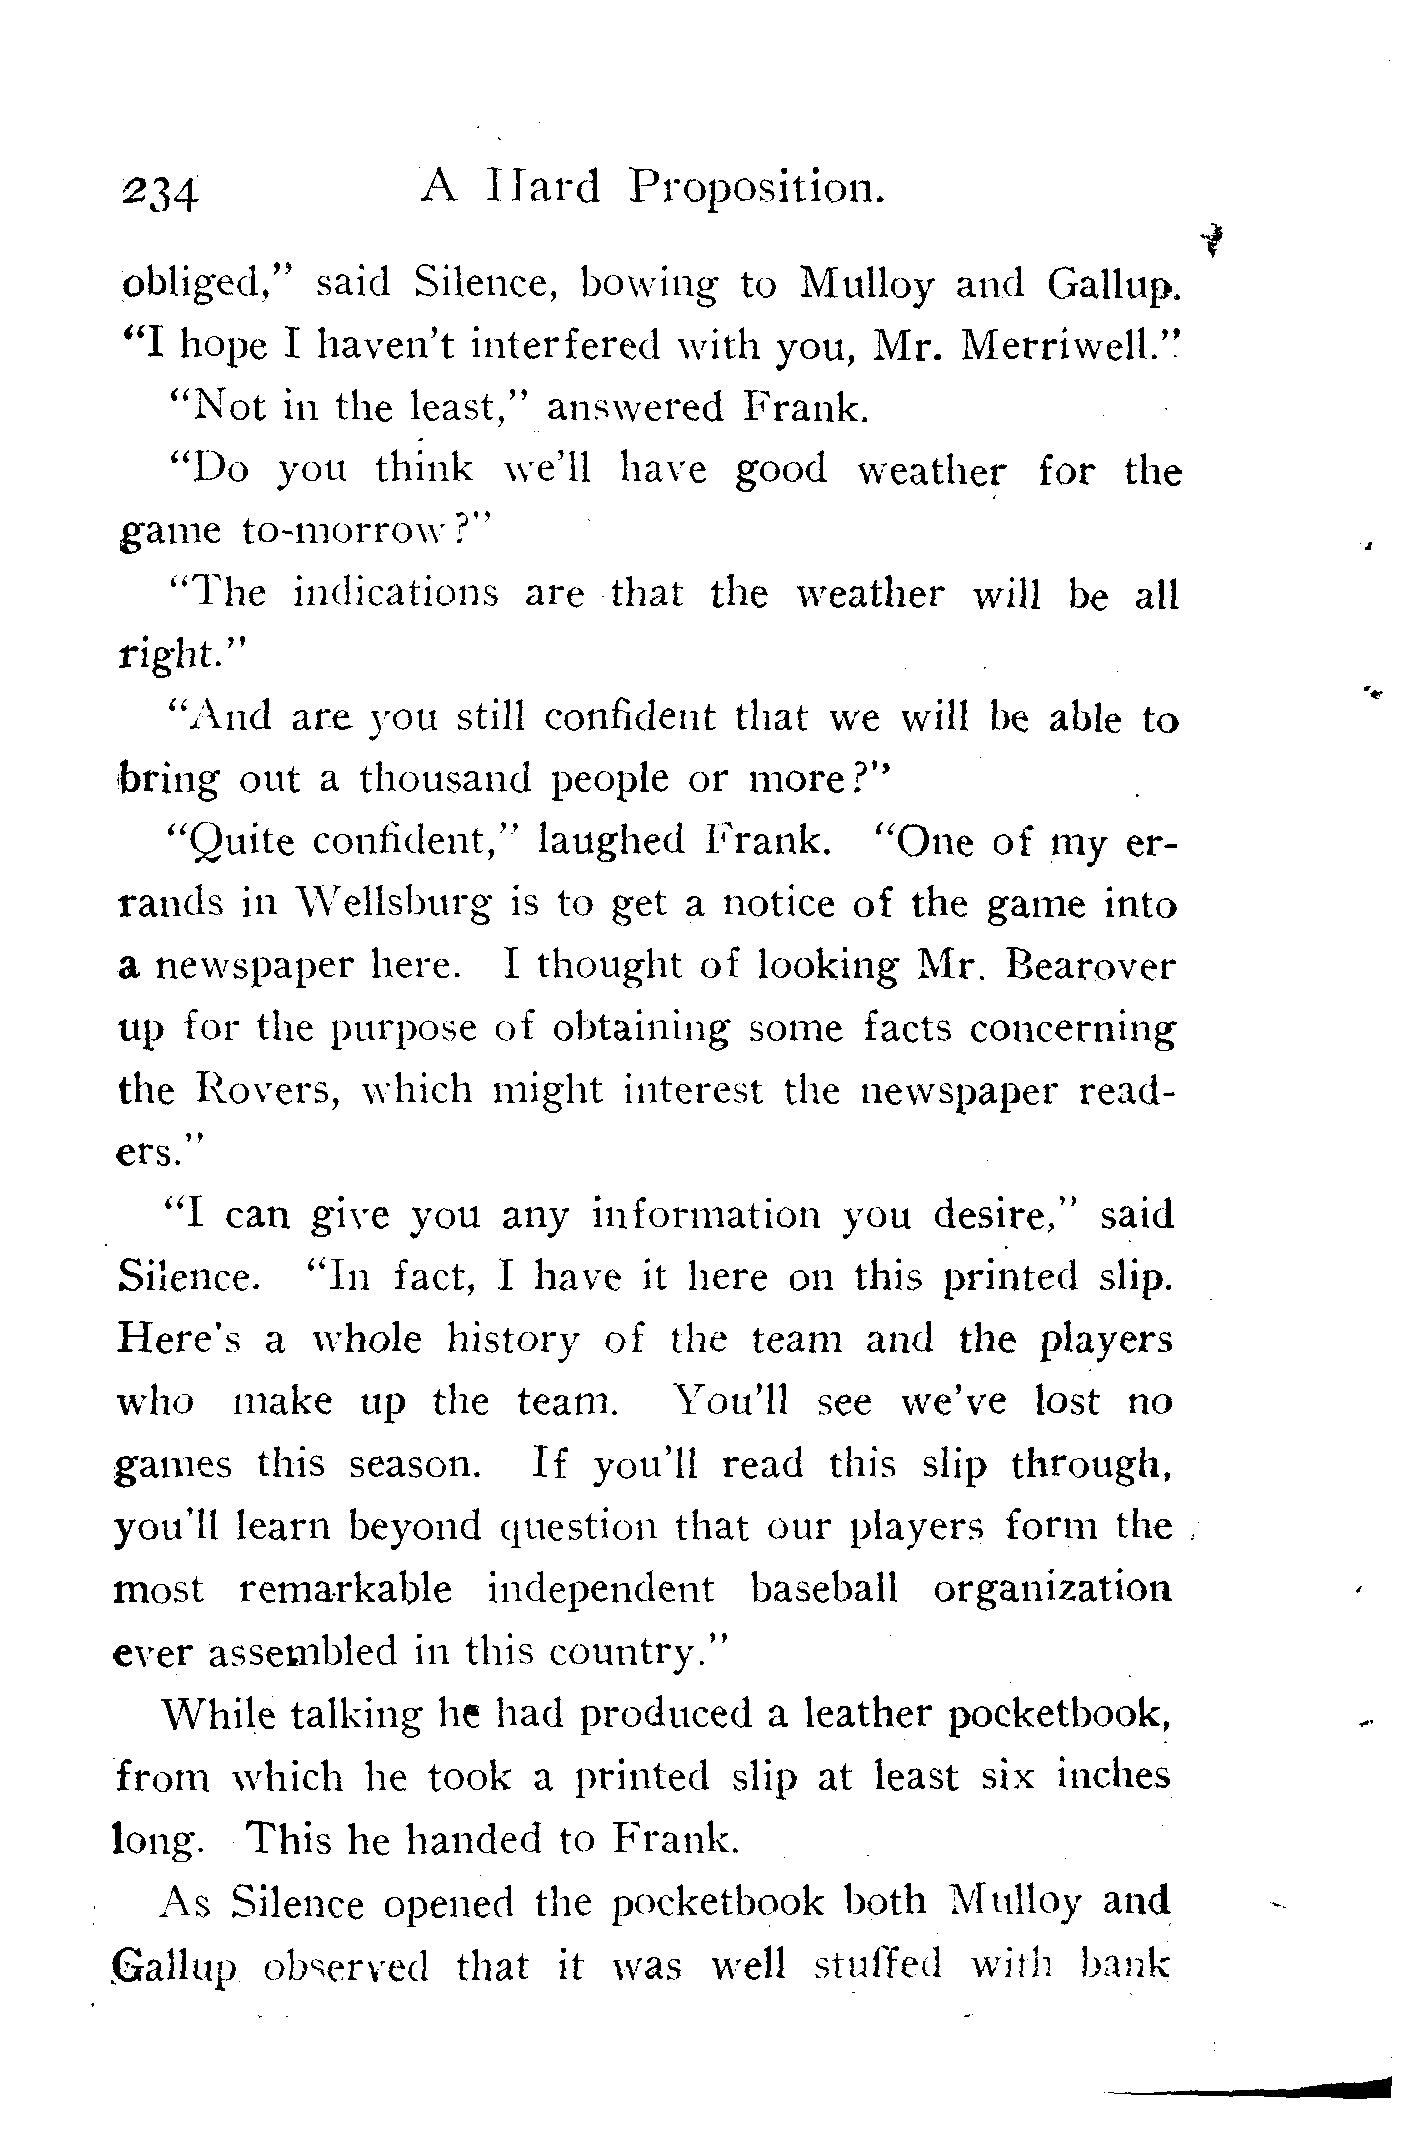 234 A Hard Proposition.
obliged," said Silence, bowing to Mulloy and Gallup.
"I hope I haven't interfered with you, Mr. Merriwell."
"Not in the least," answered Frank.
"Do you think we'll have good weather for the
game to-morrow?"
"The indications are that the weather will be all
right."
"And are you still confident that we will be able to
bring out a thousand people or more?"
"Quite confident," laughed Frank. "One of my er-
rands in Wellsburg is to get a notice of the game into
a newspaper here. I thought of looking Mr. Bearover
up for the purpose of obtaining some facts concerning
the Rovers, which might interest the newspaper read-
ers."
"I can give you any information you desire," said
Silence. "In fact, I have it here on this printed slip.
Here's a whole history of the team and the players
who make up the team. You'll see we've lost no
games this season. If you'll read this slip through,
you'll learn beyond question that our players form the
most remarkable independent baseball organization
ever assembled in this country."
While talking he had produced a leather pocketbook,
from which he took a printed slip at least six inches
long. This he handed to Frank.
As Silence opened the pocketbook both Mulloy and
Gallup observed that it was well stuffed with bank